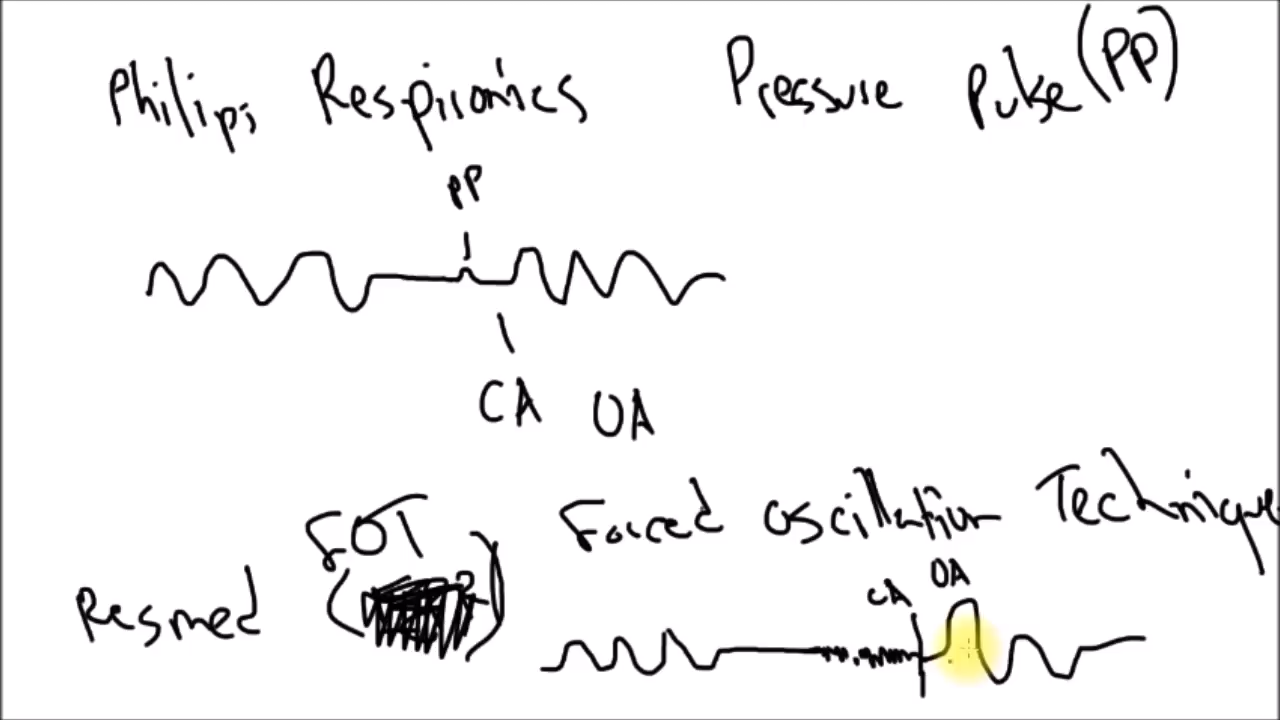 Philips Respironics Pressure Pulse (PP)
PP
CA OA
FOT Forced Oscillation Technique
Resmed
CA OA